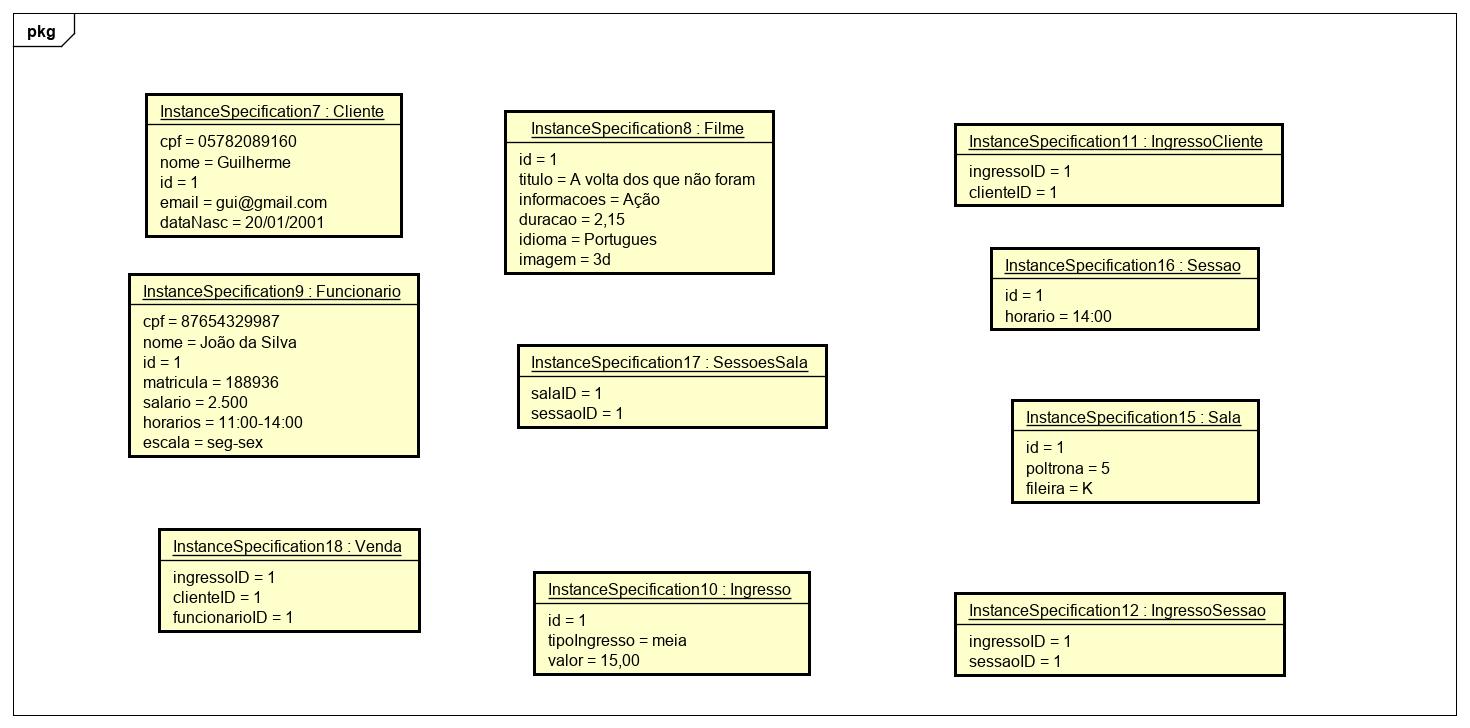 pkg
InstanceSpecification7 : Cliente
cpf = 05782089160
nome = Guilherme
id = 1
email = gui@gmail.com
dataNasc = 20/01/2001
InstanceSpecification8 : Filme
id = 1
titulo = A volta dos que não foram
informacoes = Ação
duracao = 2,15
idioma = Portugues
imagem = 3d
InstanceSpecification11 : IngressoCliente
ingressoID = 1
clienteID = 1
InstanceSpecification9 : Funcionario
cpf = 87654329987
nome = João da Silva
id = 1
matricula = 188936
salario = 2.500
horarios = 11:00-14:00
escala = seg-sex
InstanceSpecification17 : SessoesSala
salaID = 1
sessaoID = 1
InstanceSpecification16 : Sessao
id = 1
horario = 14:00
InstanceSpecification15 : Sala
id = 1
poltrona = 5
fileira = K
InstanceSpecification18 : Venda
ingressoID = 1
clienteID = 1
funcionarioID = 1
InstanceSpecification10 : Ingresso
id = 1
tipoIngresso = meia
valor = 15,00
InstanceSpecification12 : IngressoSessao
ingressoID = 1
sessaoID = 1